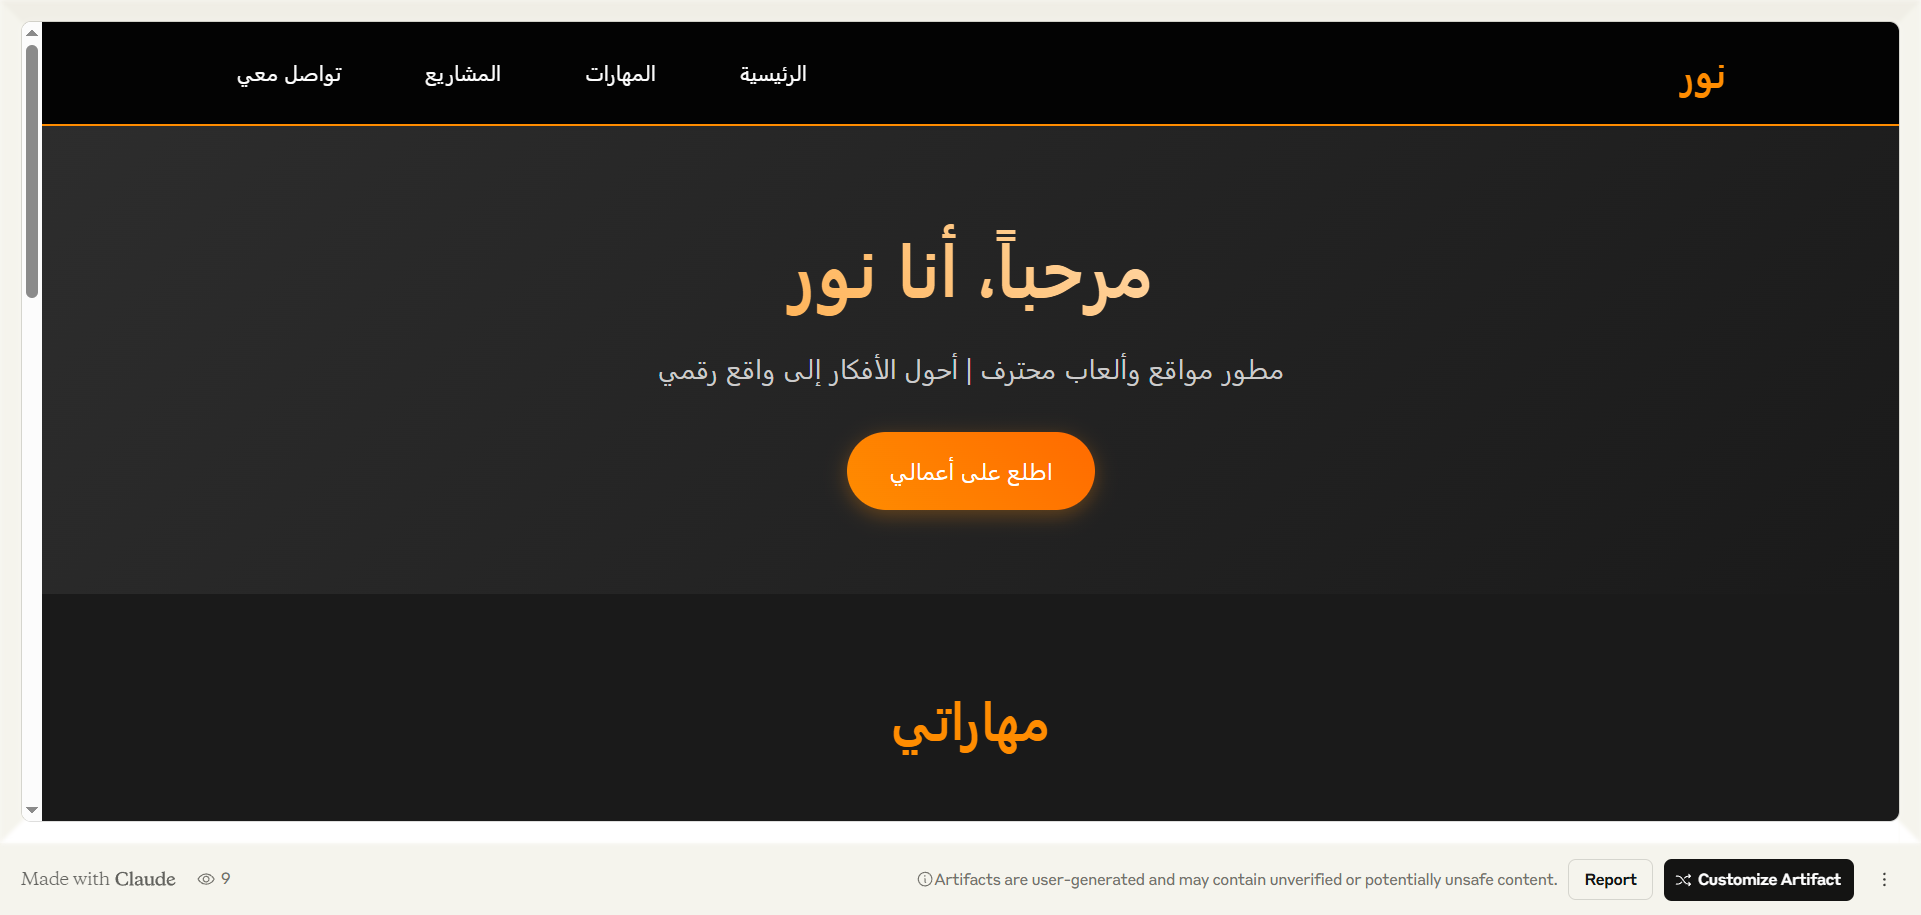 نور
الرئيسية
المهارات
المشاريع
تواصل معي
مرحباً، أنا نور
مطور مواقع وألعاب محترف | أحول الأفكار إلى واقع رقمي
اطلع على أعمالي
مهاراتي
Made with Claude
9
Artifacts are user-generated and may contain unverified or potentially unsafe content.
Report
Customize Artifact